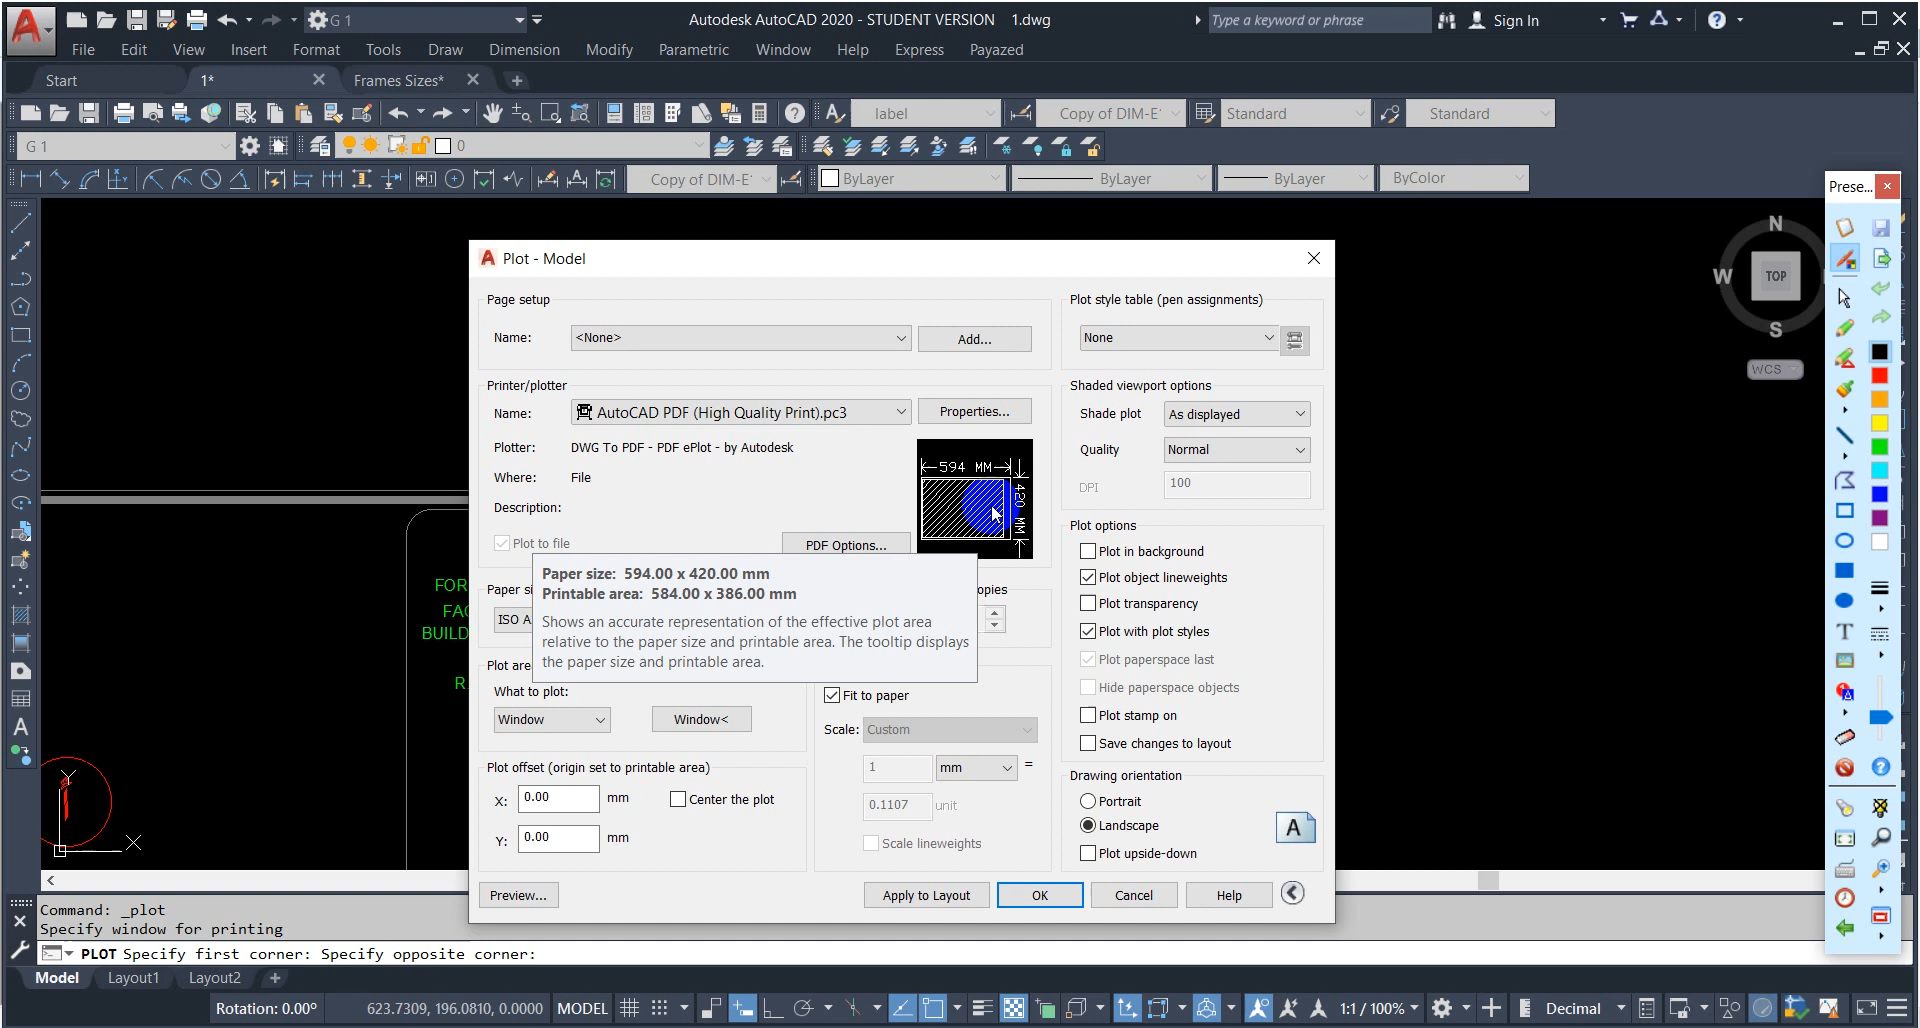 G 1
Autodesk AutoCAD 2020 - STUDENT VERSION 1.dwg
Type a keyword or phrase
Sign In
File Edit View Insert Format Tools Draw Dimension Modify Parametric Window Help Express Payazed
Start 1* Frames Sizes*
label Copy of DIM-E Standard Standard
G 1 0
Copy of DIM-E ByLayer ByLayer ByLayer ByColor
Prese...
N
W TOP
S
WCS
Plot - Model
Page setup
Name: <None> Add...
Plot style table (pen assignments)
None
Printer/plotter
Name: AutoCAD PDF (High Quality Print).pc3 Properties...
Plotter: DWG To PDF - PDF ePlot - by Autodesk
Where: File
Description:
Plot to file
PDF Options...
594 MM
420 MM
Shaded viewport options
Shade plot As displayed
Quality Normal
DPI 100
Paper si
ISO A
opies
Paper size: 594.00 x 420.00 mm
Printable area: 584.00 x 386.00 mm
Shows an accurate representation of the effective plot area
relative to the paper size and printable area. The tooltip displays
the paper size and printable area.
Plot are
What to plot:
Window Window<
Fit to paper
Scale: Custom
1 mm =
0.1107 unit
Scale lineweights
Plot offset (origin set to printable area)
X: 0.00 mm Center the plot
Y: 0.00 mm
Plot options
Plot in background
Plot object lineweights
Plot transparency
Plot with plot styles
Plot paperspace last
Hide paperspace objects
Plot stamp on
Save changes to layout
Drawing orientation
Portrait
Landscape
Plot upside-down
A
Preview... Apply to Layout OK Cancel Help
FOR
FAC
BUILD
R
Y
X
Command: _plot
Specify window for printing
PLOT Specify first corner: Specify opposite corner:
Model Layout1 Layout2
Rotation: 0.00° 623.7309, 196.0810, 0.0000 MODEL 1:1 / 100% Decimal